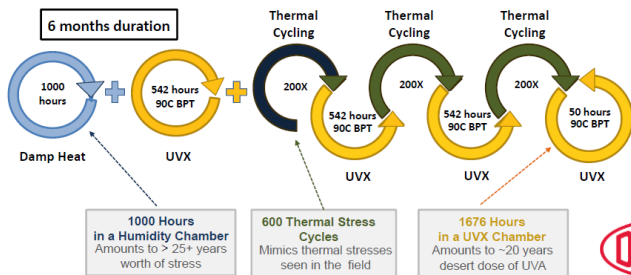 6 months duration
Thermal
Cycling
Thermal
Cycling
Thermal
Cycling
1000
hours
542 hours
90C BPT
200X
542 hours
90C BPT
200X
542 hours
90C BPT
200X
50 hours
90C BPT
Damp Heat
UVX
UVX
UVX
UVX
1000 Hours
in a Humidity Chamber
Amounts to > 25+ years
worth of stress
600 Thermal Stress
Cycles
Mimics thermal stresses
seen in the field
1676 Hours
in a UVX Chamber
Amounts to ~20 years
desert dose of UVA